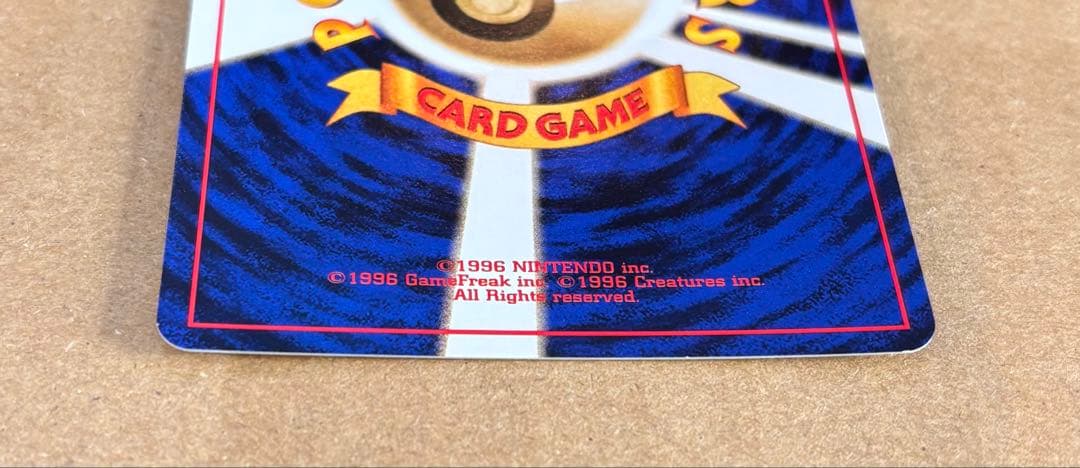 CARD GAME
©1996 NINTENDO inc.
©1996 GameFreak inc. ©1996 Creatures inc.
All Rights reserved.